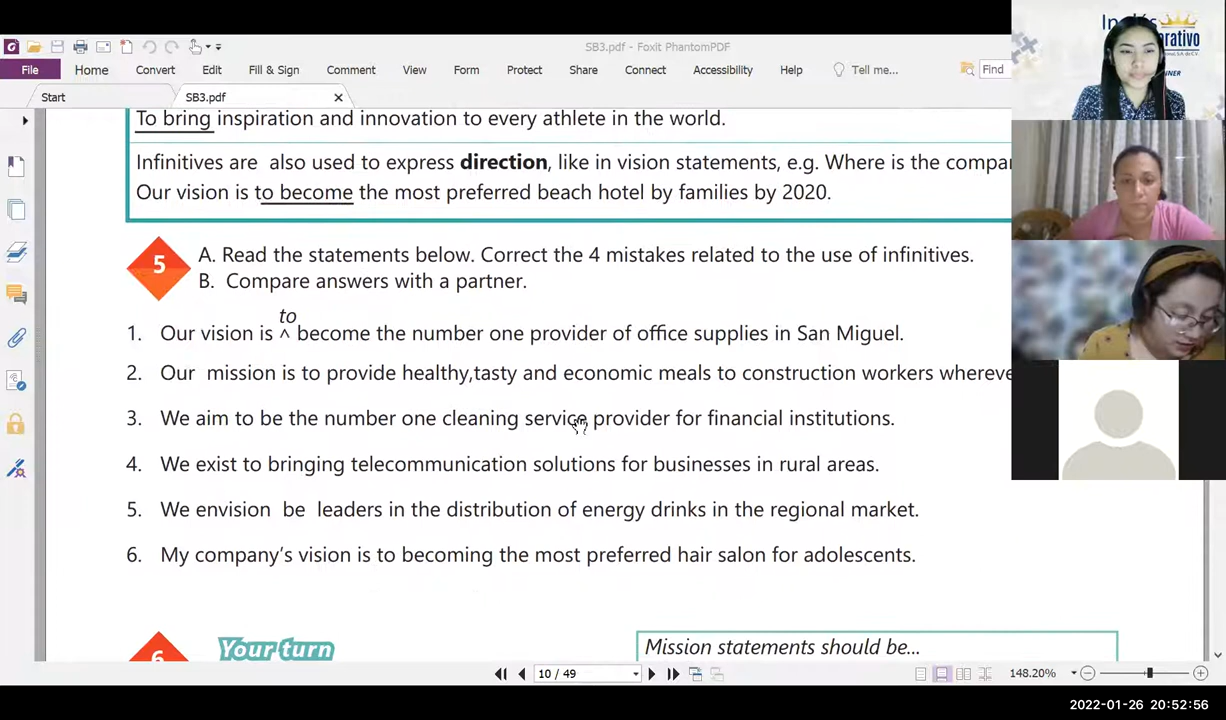 SB3.pdf - Foxit PhantomPDF
File Home Convert Edit Fill & Sign Comment View Form Protect Share Connect Accessibility Help Tell me... Find
Start SB3.pdf
To bring inspiration and innovation to every athlete in the world.
Infinitives are also used to express direction, like in vision statements, e.g. Where is the compan
Our vision is to become the most preferred beach hotel by families by 2020.
5
A. Read the statements below. Correct the 4 mistakes related to the use of infinitives.
B. Compare answers with a partner.
to
1. Our vision is ^ become the number one provider of office supplies in San Miguel.
2. Our mission is to provide healthy,tasty and economic meals to construction workers whereve
3. We aim to be the number one cleaning service provider for financial institutions.
4. We exist to bringing telecommunication solutions for businesses in rural areas.
5. We envision be leaders in the distribution of energy drinks in the regional market.
6. My company's vision is to becoming the most preferred hair salon for adolescents.
6
Your turn
Mission statements should be...
10 / 49
148.20%
2022-01-26 20:52:56